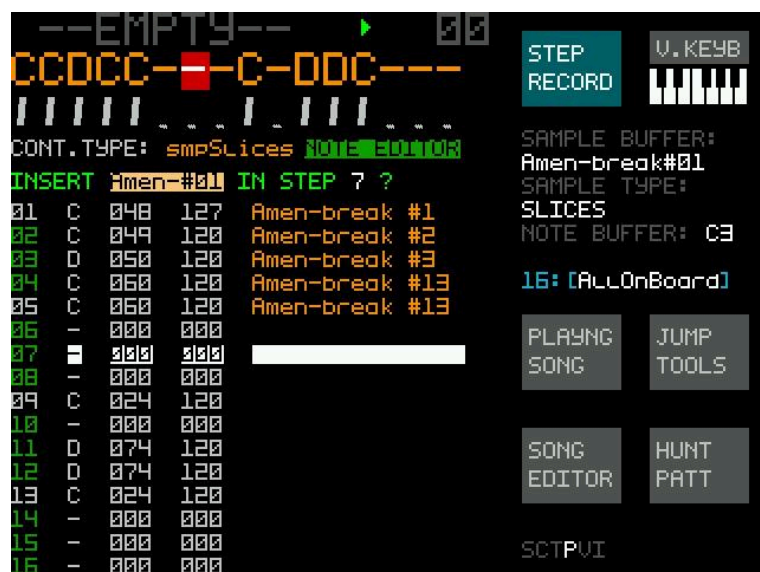 --EMPTY-- 00
CCDCC---C-DDC---
CONT.TYPE: smpSlices NOTE EDITOR
INSERT Amen-#01 IN STEP 7 ?
01 C 048 127 Amen-break #1
02 C 049 120 Amen-break #2
03 D 050 120 Amen-break #3
04 C 060 120 Amen-break #13
05 C 060 120 Amen-break #13
06 - 000 000
07 -
08 - 000 000
09 C 024 120
10 - 000 000
11 D 074 120
12 D 074 120
13 C 024 120
14 - 000 000
15 - 000 000
16 - 000 000
STEP RECORD
V.KEYB
SAMPLE BUFFER:
Amen-break#01
SAMPLE TYPE:
SLICES
NOTE BUFFER: C3
16:[AllOnBoard]
PLAYNG SONG
JUMP TOOLS
SONG EDITOR
HUNT PATT
SCTPVI